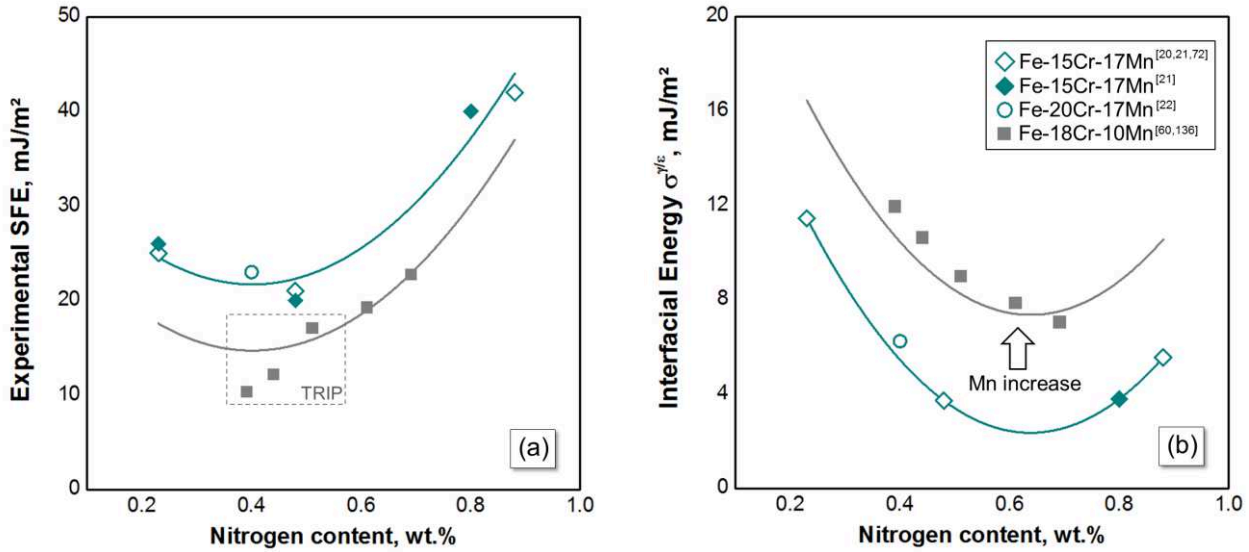 Experimental SFE, mJ/m²
50
40
30
20
10
0
TRIP
(a)
0.2 0.4 0.6 0.8 1.0
Nitrogen content, wt.%
Interfacial Energy σγ/ε, mJ/m²
20
16
12
8
4
0
Fe-15Cr-17Mn[20,21,72]
Fe-15Cr-17Mn[21]
Fe-20Cr-17Mn[22]
Fe-18Cr-10Mn[60,136]
Mn increase
(b)
0.2 0.4 0.6 0.8 1.0
Nitrogen content, wt.%